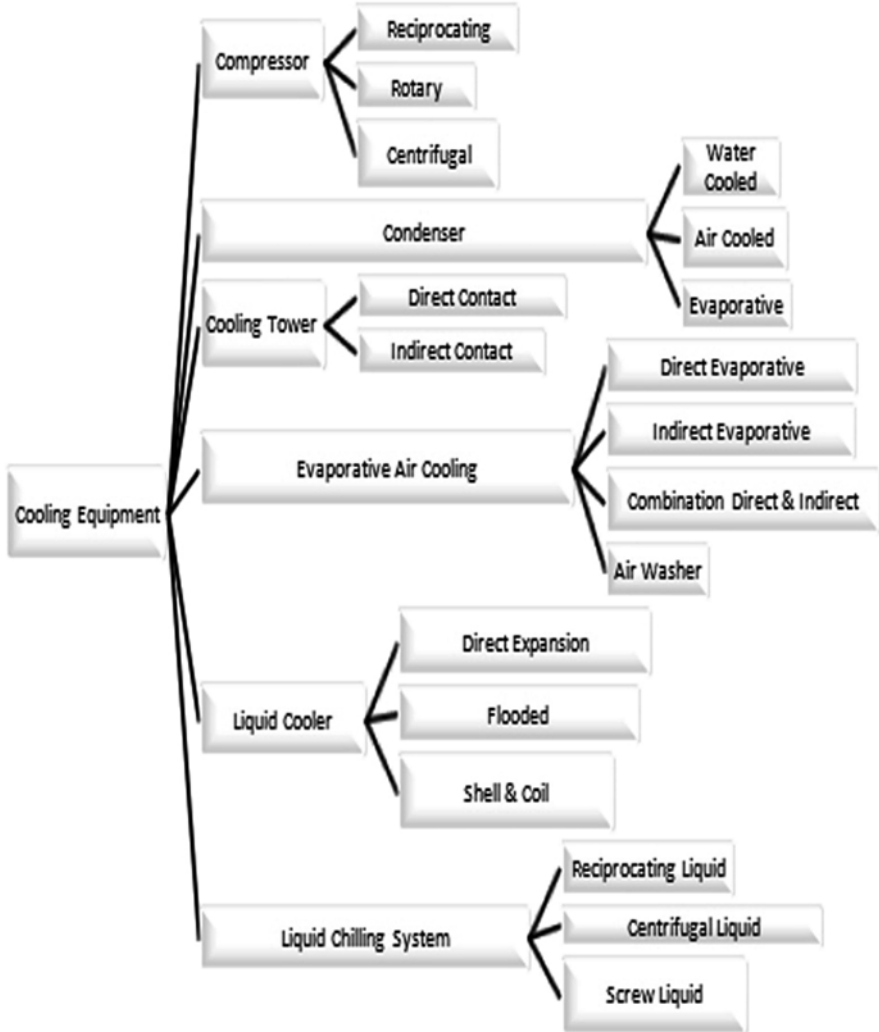 Compressor
Reciprocating
Rotary
Centrifugal
Condenser
Water
Cooled
Air Cooled
Evaporative
Cooling Tower
Direct Contact
Indirect Contact
Cooling Equipment
Evaporative Air Cooling
Direct Evaporative
Indirect Evaporative
Combination Direct & Indirect
Air Washer
Liquid Cooler
Direct Expansion
Flooded
Shell & Coil
Liquid Chilling System
Reciprocating Liquid
Centrifugal Liquid
Screw Liquid